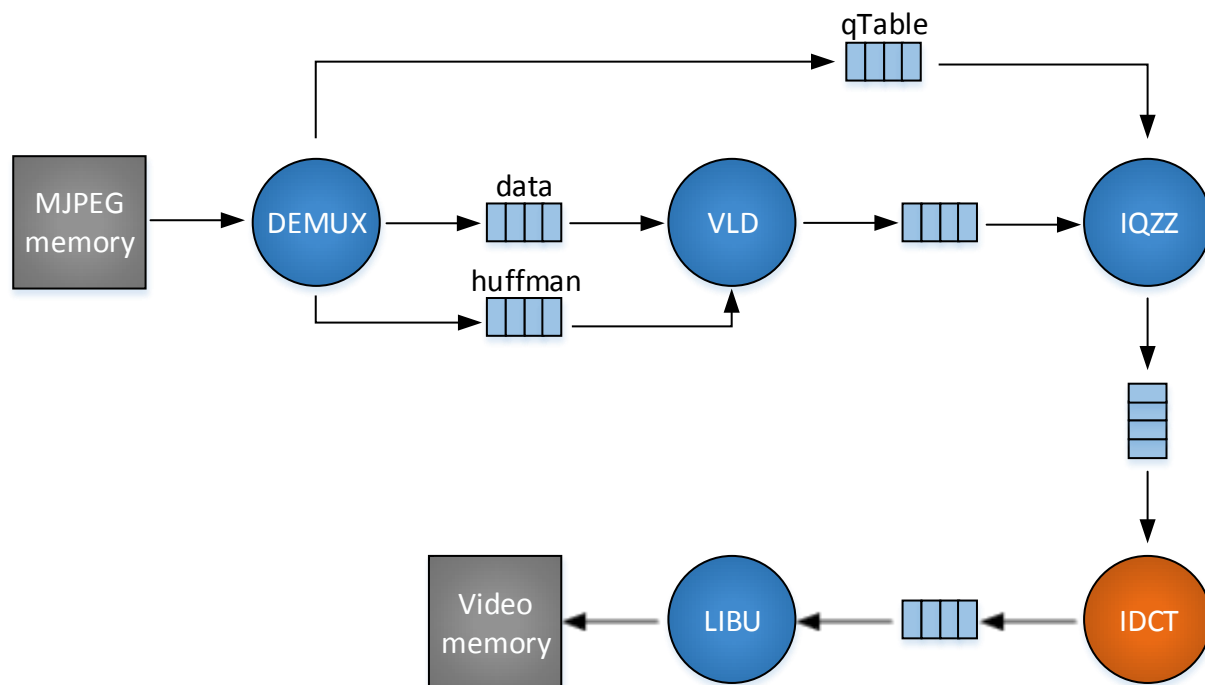 qTable
MJPEG
memory
DEMUX
data
VLD
IQZZ
huffman
Video
memory
LIBU
IDCT